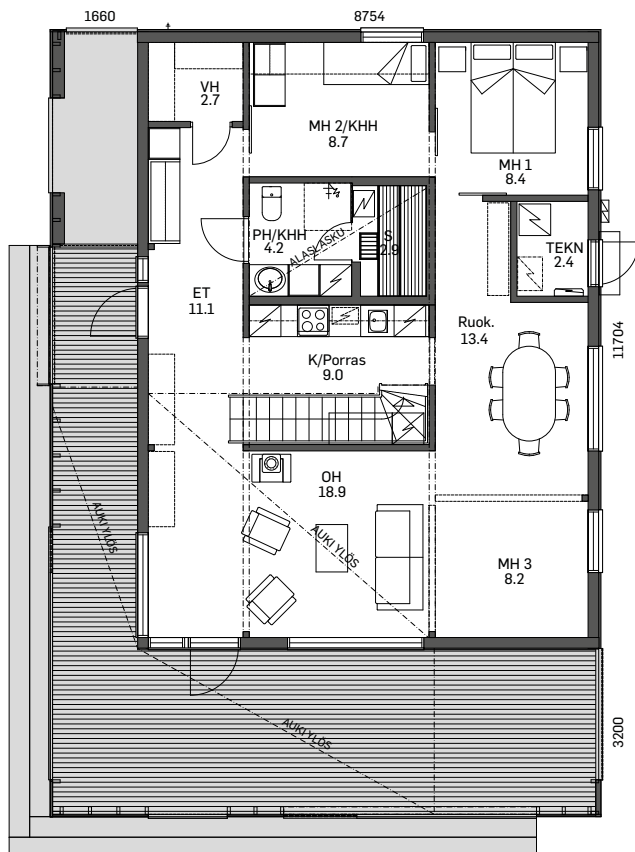 1660
8754
VH
2.7
MH 2/KHH
8.7
MH 1
8.4
PH/KHH
4.2
ALASLASKU
S
2.9
TEKN
2.4
ET
11.1
Ruok.
13.4
11704
K/Porras
9.0
OH
18.9
AUKI YLÖS
AUKI YLÖS
MH 3
8.2
AUKI YLÖS
3200